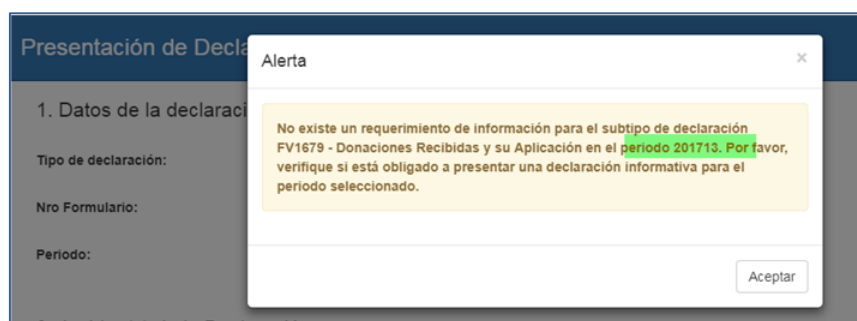 Presentación de Decla
Alerta
×
1. Datos de la declaraci
No existe un requerimiento de información para el subtipo de declaración
FV1679 - Donaciones Recibidas y su Aplicación en el periodo 201713. Por favor,
verifique si está obligado a presentar una declaración informativa para el
periodo seleccionado.
Tipo de declaración:
Nro Formulario:
Periodo:
Aceptar